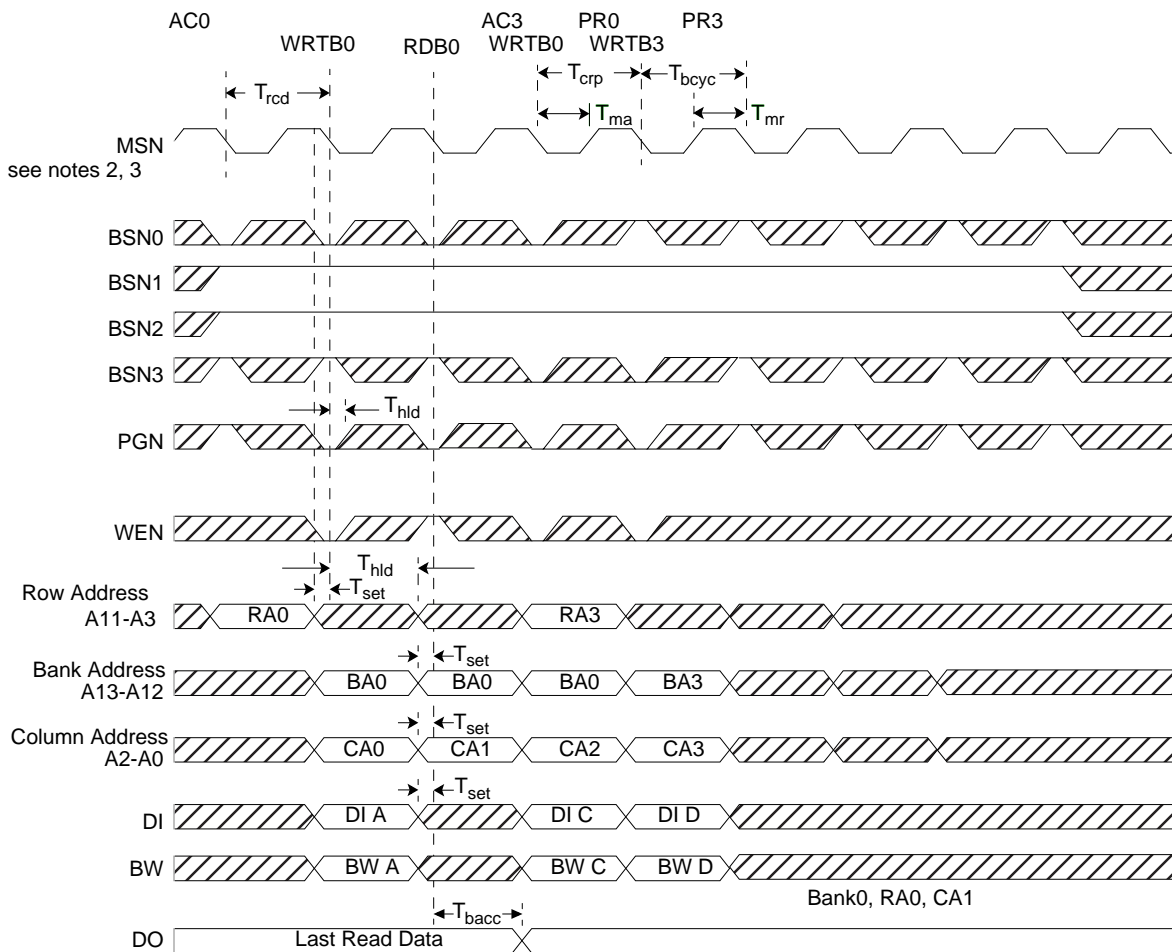 AC0 AC3 PR0 PR3
WRTB0 RDB0 WRTB0 WRTB3
Tcrp Tbcyc
Trcd
Tma Tmr
MSN
see notes 2, 3
BSN0
BSN1
BSN2
BSN3
Thld
PGN
WEN
Thld
Tset
Row Address
A11-A3 RA0 RA3
Tset
Bank Address
A13-A12 BA0 BA0 BA0 BA3
Tset
Column Address
A2-A0 CA0 CA1 CA2 CA3
Tset
DI DI A DI C DI D
BW BW A BW C BW D
Bank0, RA0, CA1
Tbacc
DO Last Read Data